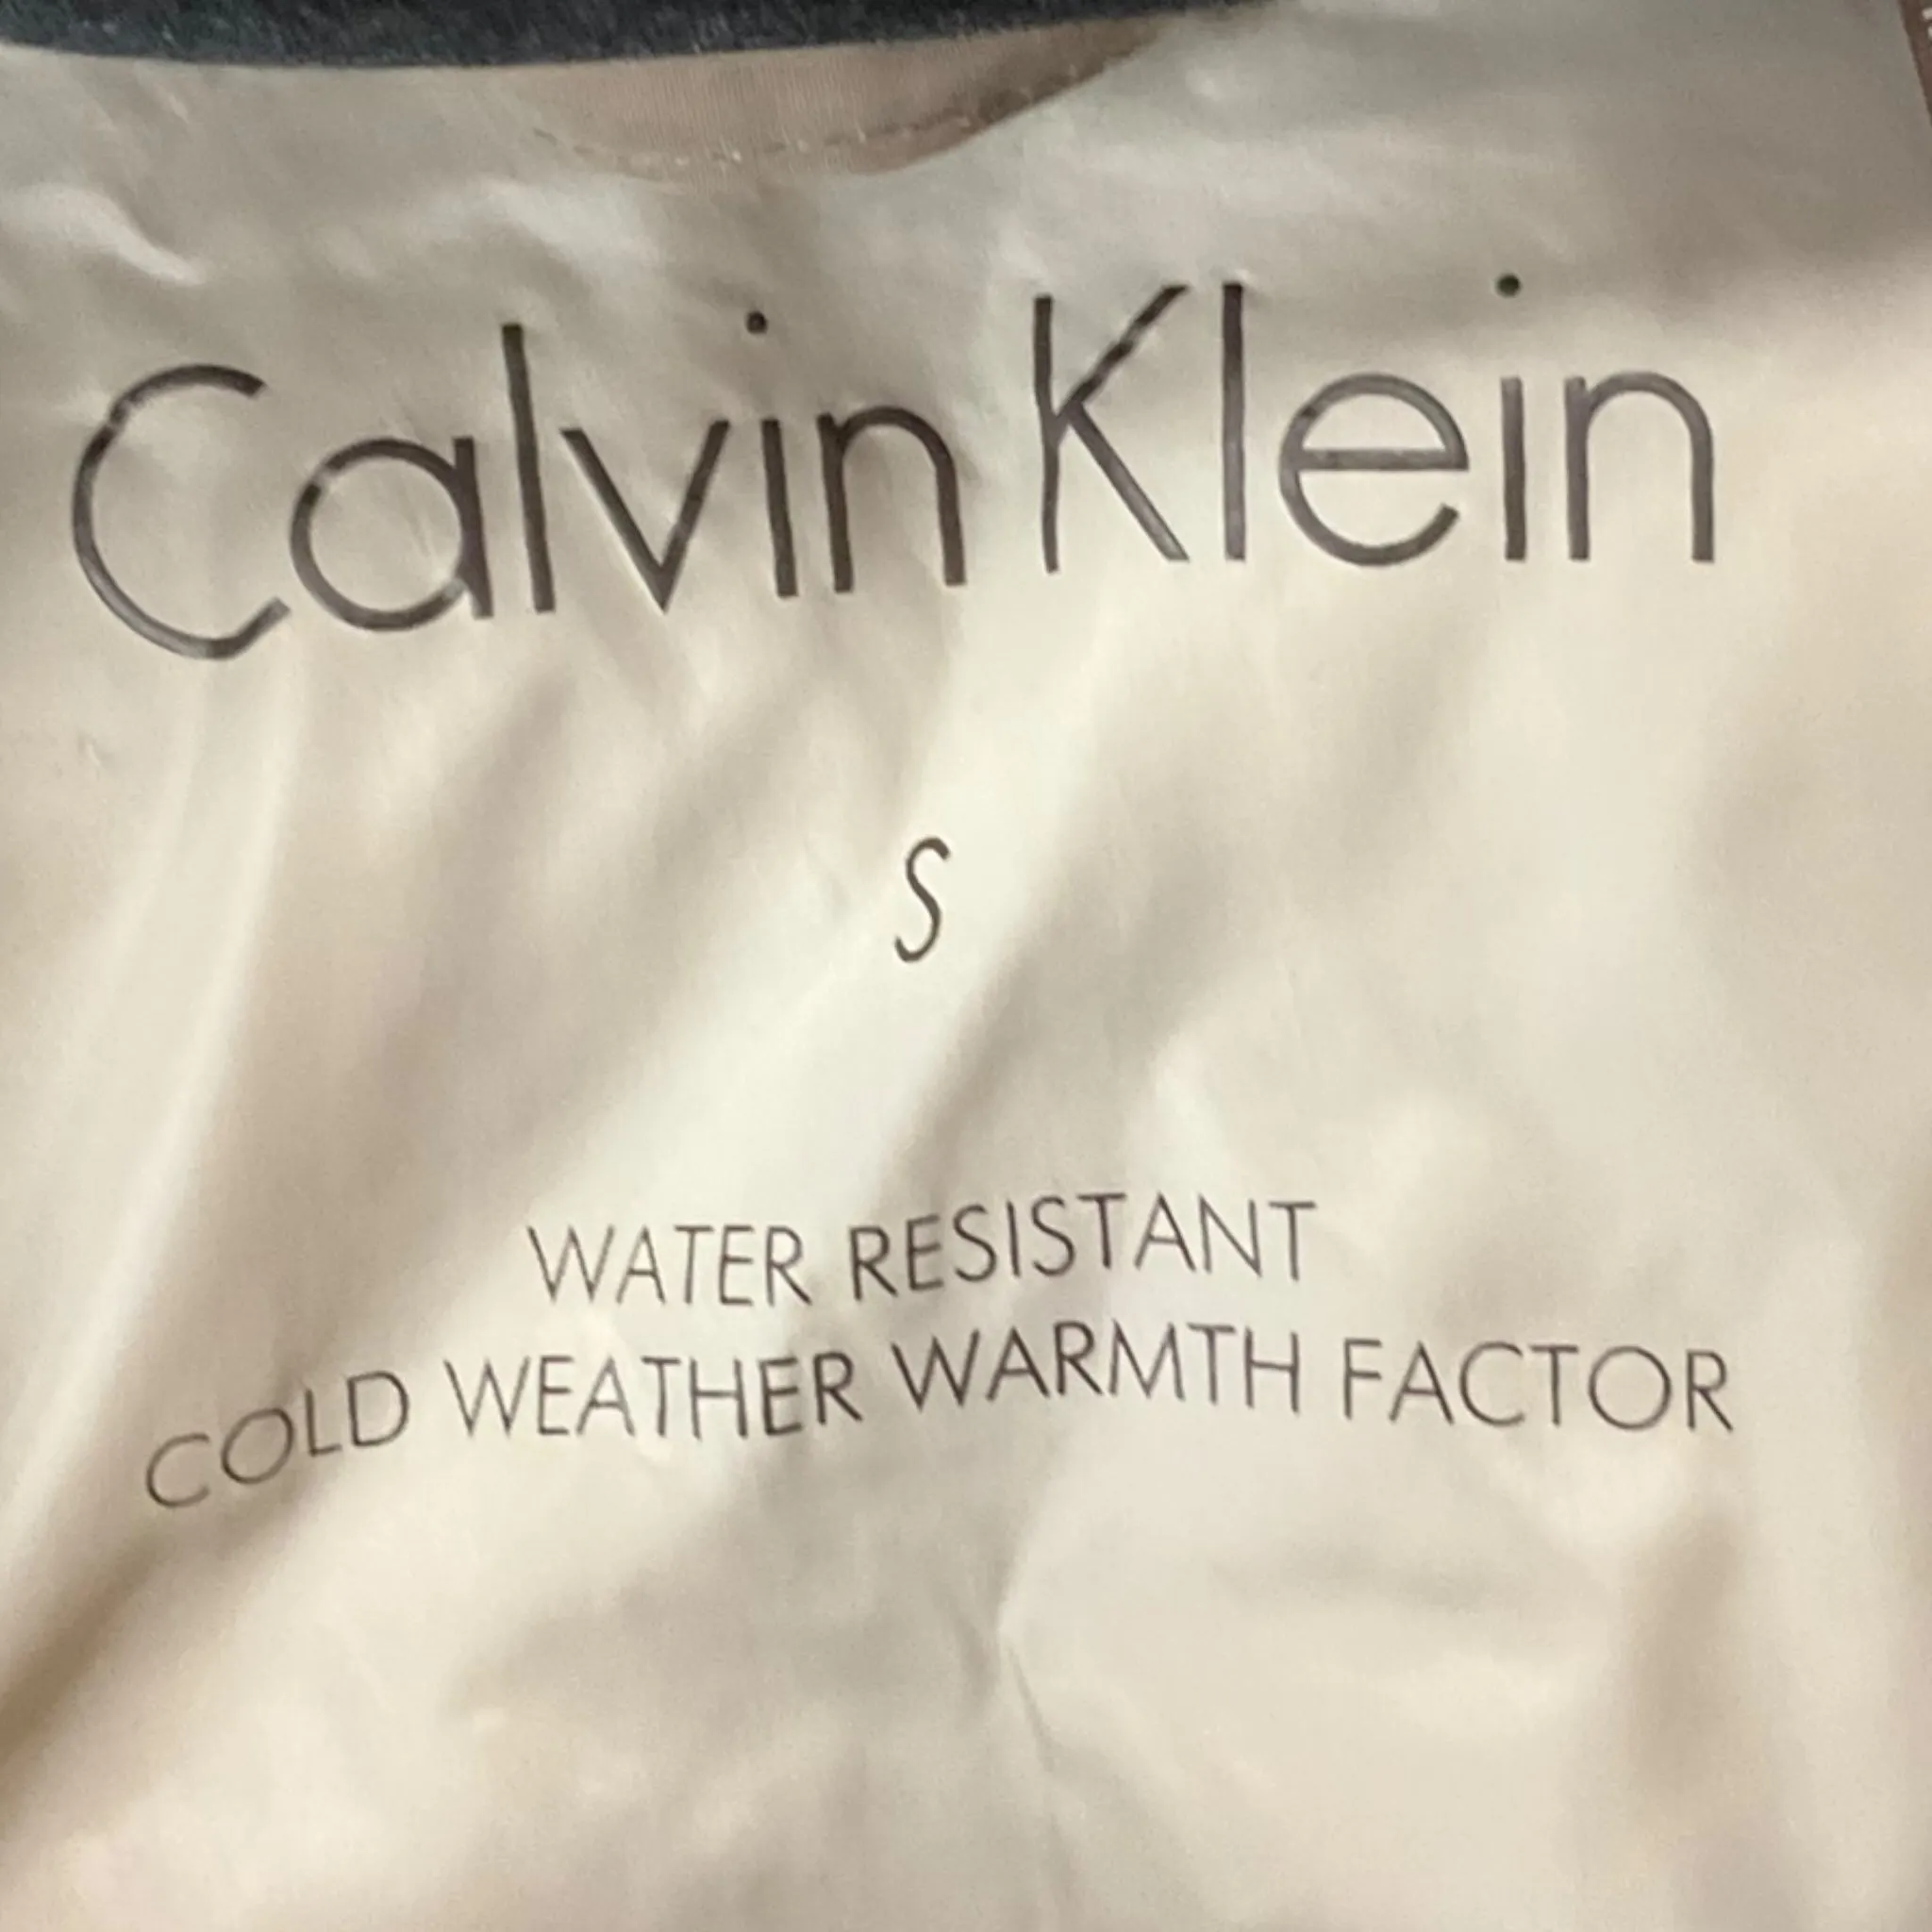 Calvin Klein
S
WATER RESISTANT
COLD WEATHER WARMTH FACTOR